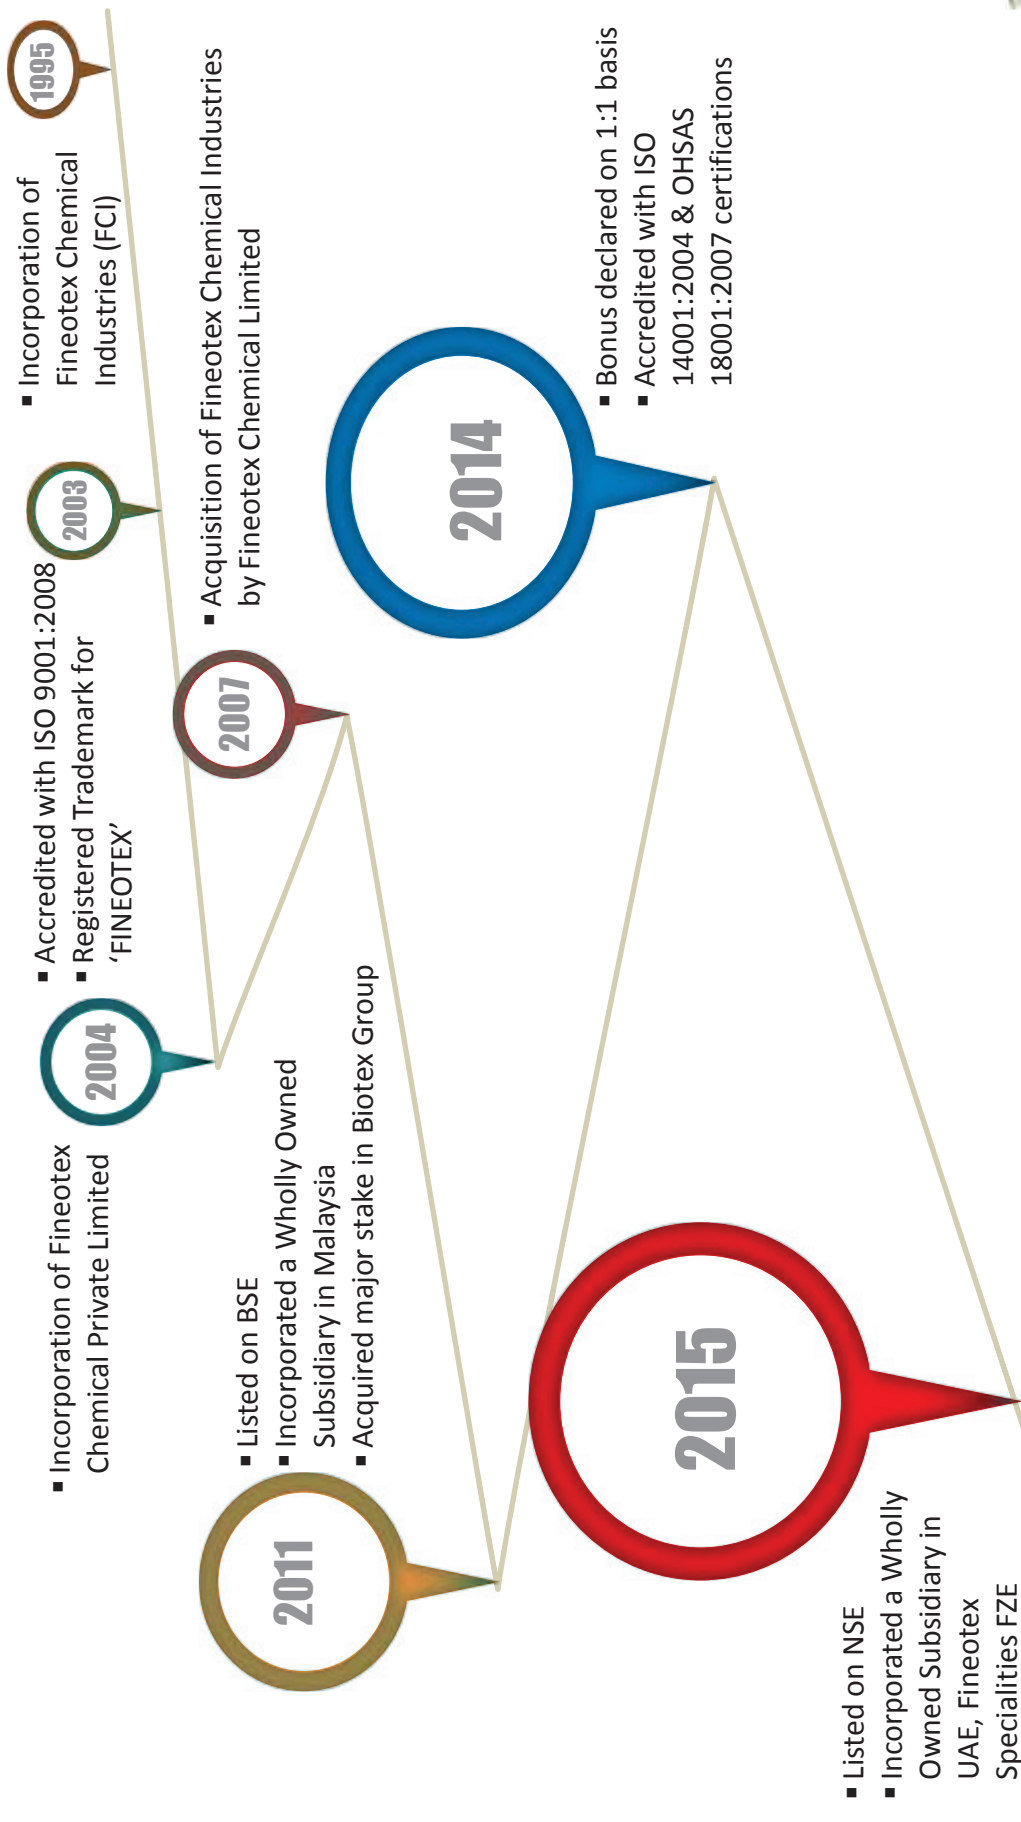 1995
Incorporation of
Fineotex Chemical
Industries (FCI)
2003
Accredited with ISO 9001:2008
Registered Trademark for
‘FINEOTEX’
2004
Incorporation of Fineotex
Chemical Private Limited
2007
Acquisition of Fineotex Chemical Industries
by Fineotex Chemical Limited
2011
Listed on BSE
Incorporated a Wholly Owned
Subsidiary in Malaysia
Acquired major stake in Biotex Group
2014
Bonus declared on 1:1 basis
Accredited with ISO
14001:2004 & OHSAS
18001:2007 certifications
2015
Listed on NSE
Incorporated a Wholly
Owned Subsidiary in
UAE, Fineotex
Specialities FZE